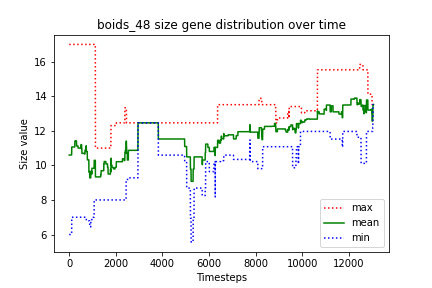 boids_48 size gene distribution over time
Size value
16
14
12
10
8
6
0 2000 4000 6000 8000 10000 12000
Timesteps
max
mean
min